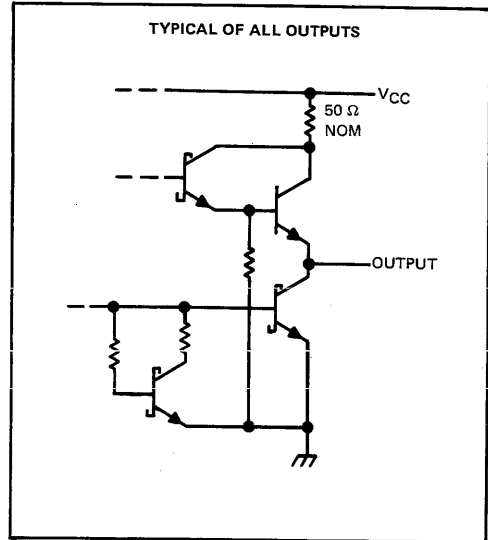 TYPICAL OF ALL OUTPUTS
VCC
50 Ω
NOM
OUTPUT